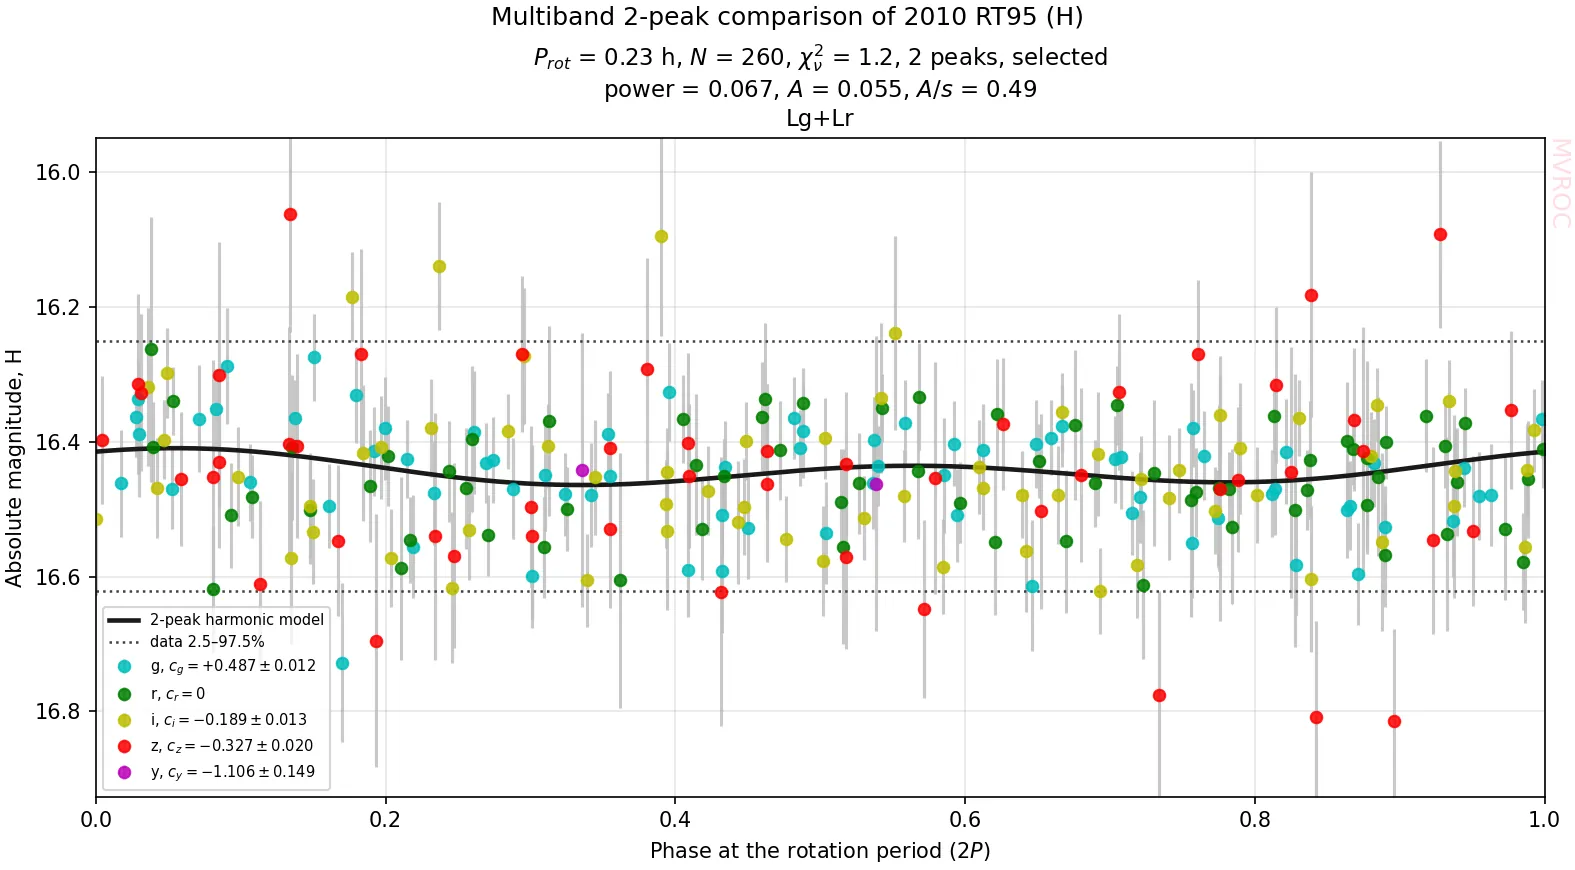 Multiband 2-peak comparison of 2010 RT95 (H)
P_rot = 0.23 h, N = 260, χ²_ν = 1.2, 2 peaks, selected
power = 0.067, A = 0.055, A/s = 0.49
Lg+Lr
MVROC
Absolute magnitude, H
16.0
16.2
16.4
16.6
16.8
2-peak harmonic model
data 2.5–97.5%
g, c_g = +0.487 ± 0.012
r, c_r = 0
i, c_i = −0.189 ± 0.013
z, c_z = −0.327 ± 0.020
y, c_y = −1.106 ± 0.149
0.0 0.2 0.4 0.6 0.8 1.0
Phase at the rotation period (2P)